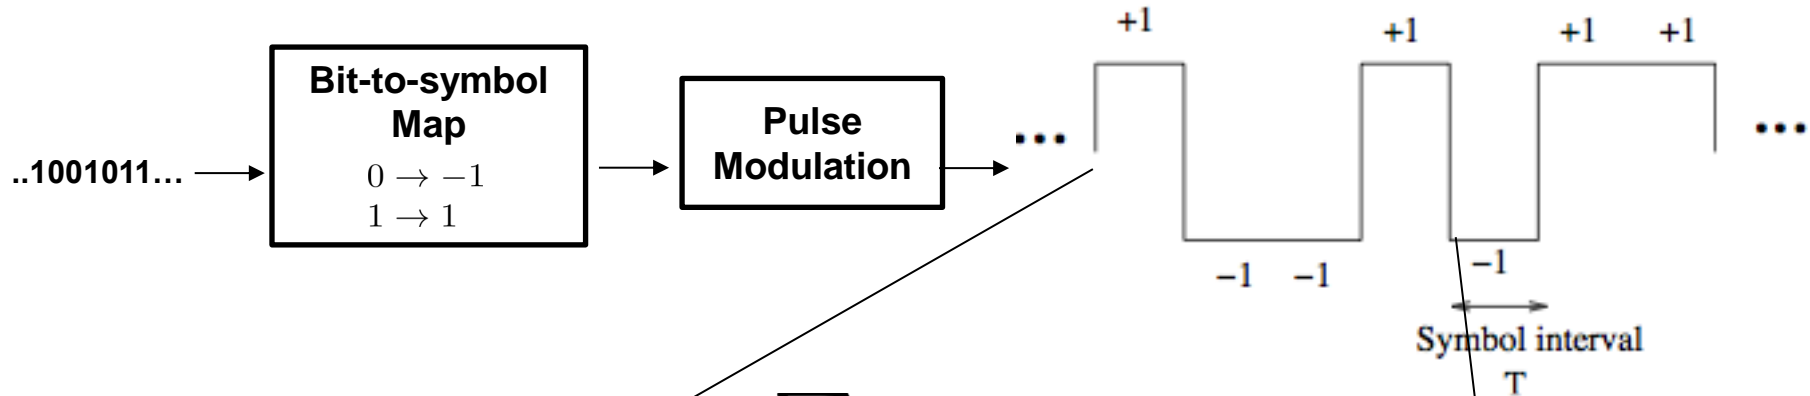 ..1001011...
Bit-to-symbol
Map
0 → −1
1 → 1
Pulse
Modulation
...
+1
+1
+1 +1
−1 −1
−1
Symbol interval
T
...